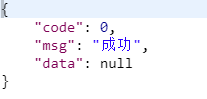 {
    "code": 0,
    "msg": "成功",
    "data": null
}